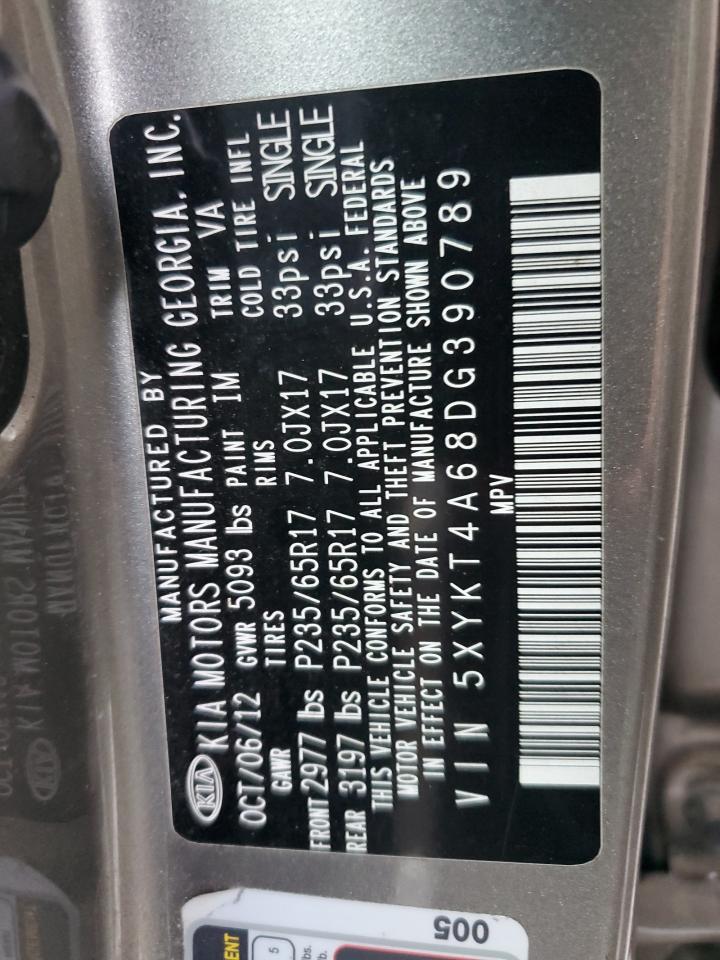 MANUFACTURED BY
KIA KIA MOTORS MANUFACTURING GEORGIA, INC.
OCT/06/12 GVWR 5093 lbs PAINT IM TRIM VA
GAWR TIRES RIMS COLD TIRE INFL
FRONT 2977 lbs P235/65R17 7.0JX17 33psi SINGLE
REAR 3197 lbs P235/65R17 7.0JX17 33psi SINGLE
THIS VEHICLE CONFORMS TO ALL APPLICABLE U.S.A. FEDERAL
MOTOR VEHICLE SAFETY AND THEFT PREVENTION STANDARDS
IN EFFECT ON THE DATE OF MANUFACTURE SHOWN ABOVE
VIN 5XYKT4A68DG390789
MPV
005
5